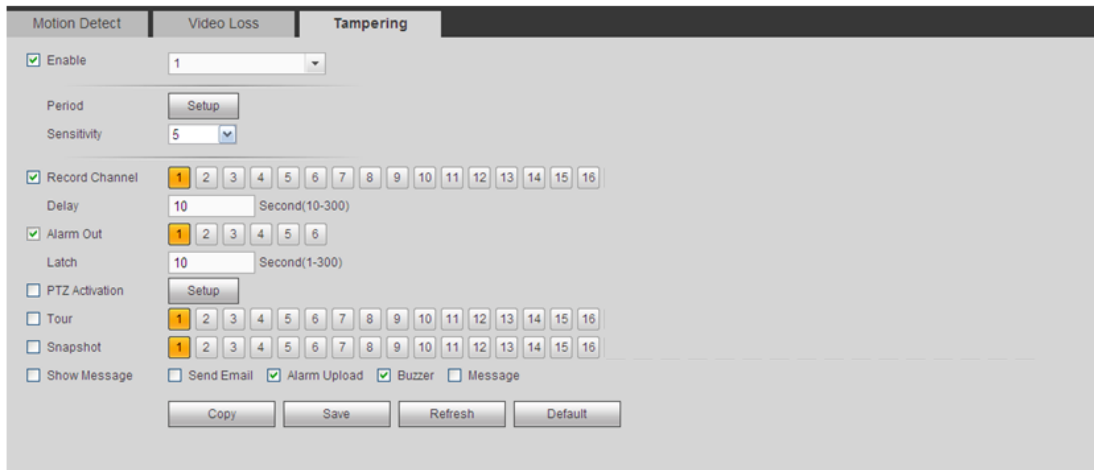 Motion Detect Video Loss Tampering
Enable 1
Period Setup
Sensitivity 5
Record Channel 1 2 3 4 5 6 7 8 9 10 11 12 13 14 15 16
Delay 10 Second(10-300)
Alarm Out 1 2 3 4 5 6
Latch 10 Second(1-300)
PTZ Activation Setup
Tour 1 2 3 4 5 6 7 8 9 10 11 12 13 14 15 16
Snapshot 1 2 3 4 5 6 7 8 9 10 11 12 13 14 15 16
Show Message Send Email Alarm Upload Buzzer Message
Copy Save Refresh Default